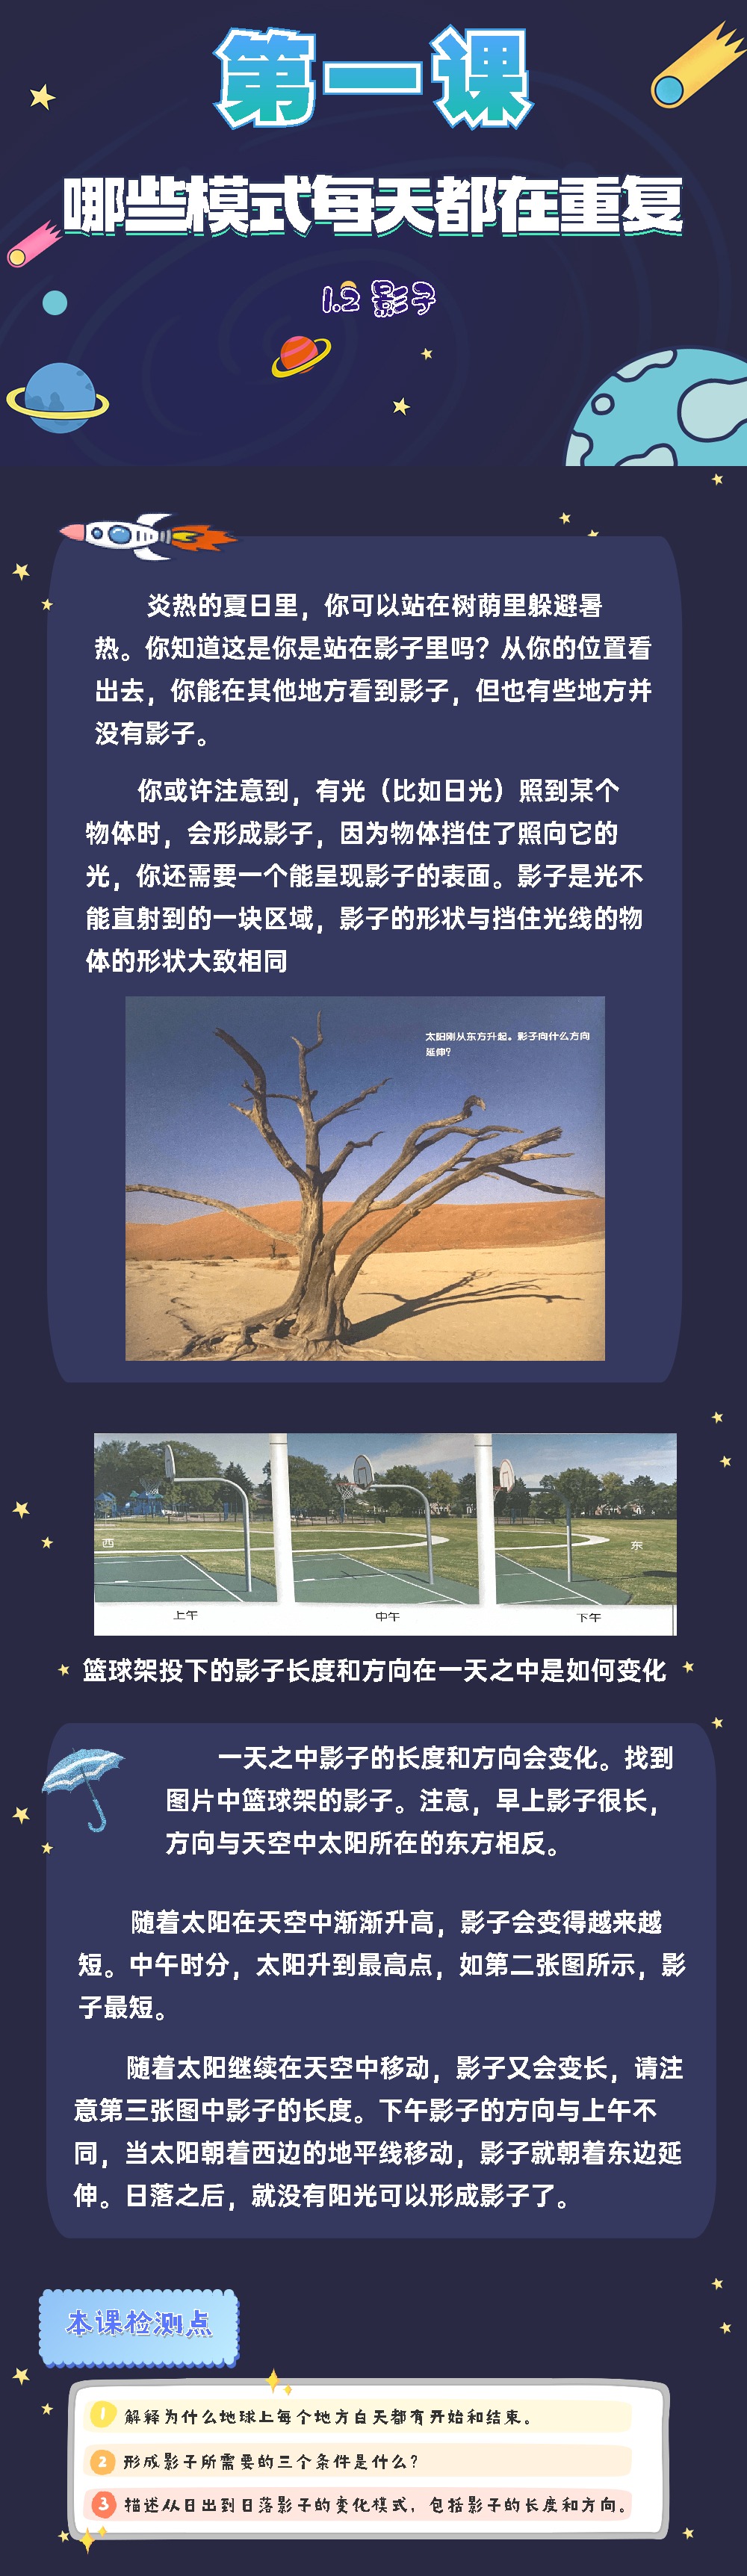 第一课
哪些模式每天都在重复
1.2 影子
炎热的夏日里，你可以站在树荫里躲避暑
热。你知道这是你是站在影子里吗？从你的位置看
出去，你能在其他地方看到影子，但也有些地方并
没有影子。
你或许注意到，有光（比如日光）照到某个
物体时，会形成影子，因为物体挡住了照向它的
光，你还需要一个能呈现影子的表面。影子是光不
能直射到的一块区域，影子的形状与挡住光线的物
体的形状大致相同
太阳刚从东方升起。影子向什么方向
延伸？
西
东
上午
中午
下午
篮球架投下的影子长度和方向在一天之中是如何变化
一天之中影子的长度和方向会变化。找到
图片中篮球架的影子。注意，早上影子很长，
方向与天空中太阳所在的东方相反。
随着太阳在天空中渐渐升高，影子会变得越来越
短。中午时分，太阳升到最高点，如第二张图所示，影
子最短。
随着太阳继续在天空中移动，影子又会变长，请注
意第三张图中影子的长度。下午影子的方向与上午不
同，当太阳朝着西边的地平线移动，影子就朝着东边延
伸。日落之后，就没有阳光可以形成影子了。
本课检测点
1 解释为什么地球上每个地方白天都有开始和结束。
2 形成影子所需要的三个条件是什么？
3 描述从日出到日落影子的变化模式，包括影子的长度和方向。